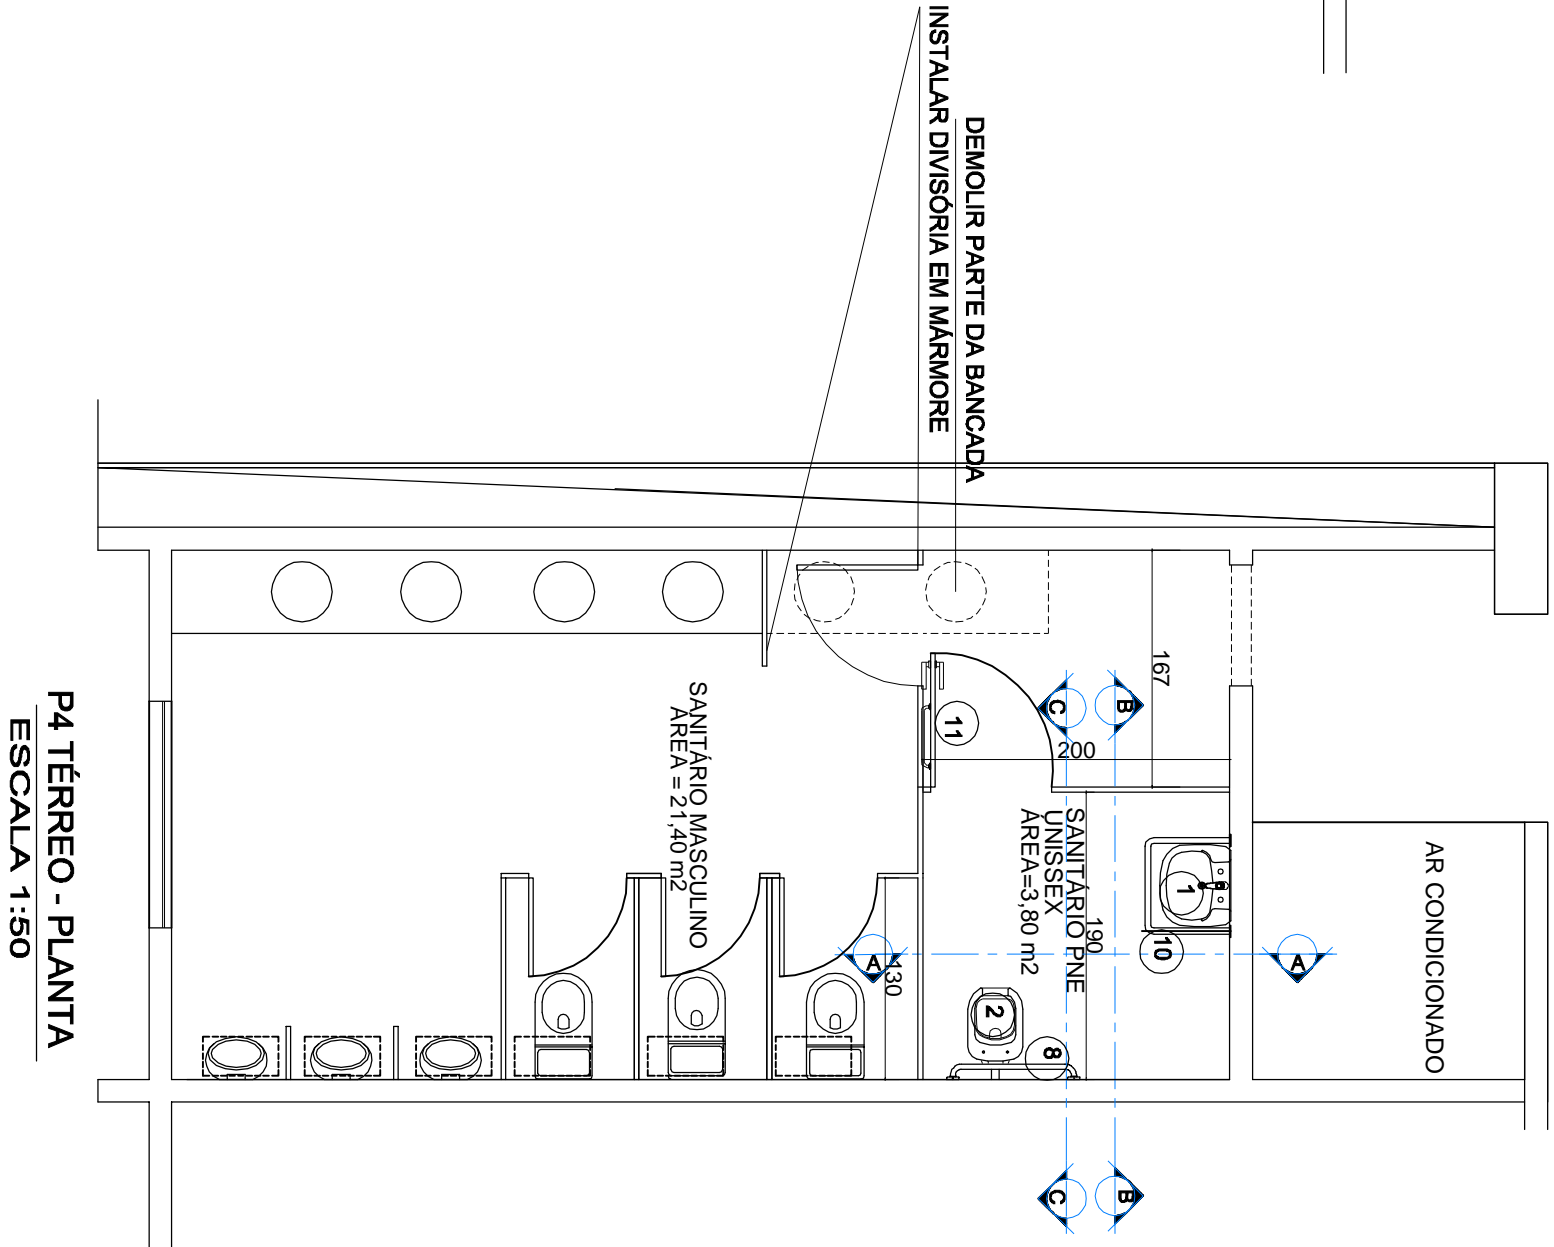 INSTALAR DIVISÓRIA EM MÁRMORE
DEMOLIR PARTE DA BANCADA
167
C
B
11
200
SANITÁRIO MASCULINO
ÁREA = 21,40 m2
SANITÁRIO PNE
UNISSEX
ÁREA=3,80 m2
190
1
10
A
130
A
2
8
AR CONDICIONADO
C
B
P4 TÉRREO - PLANTA
ESCALA 1:50